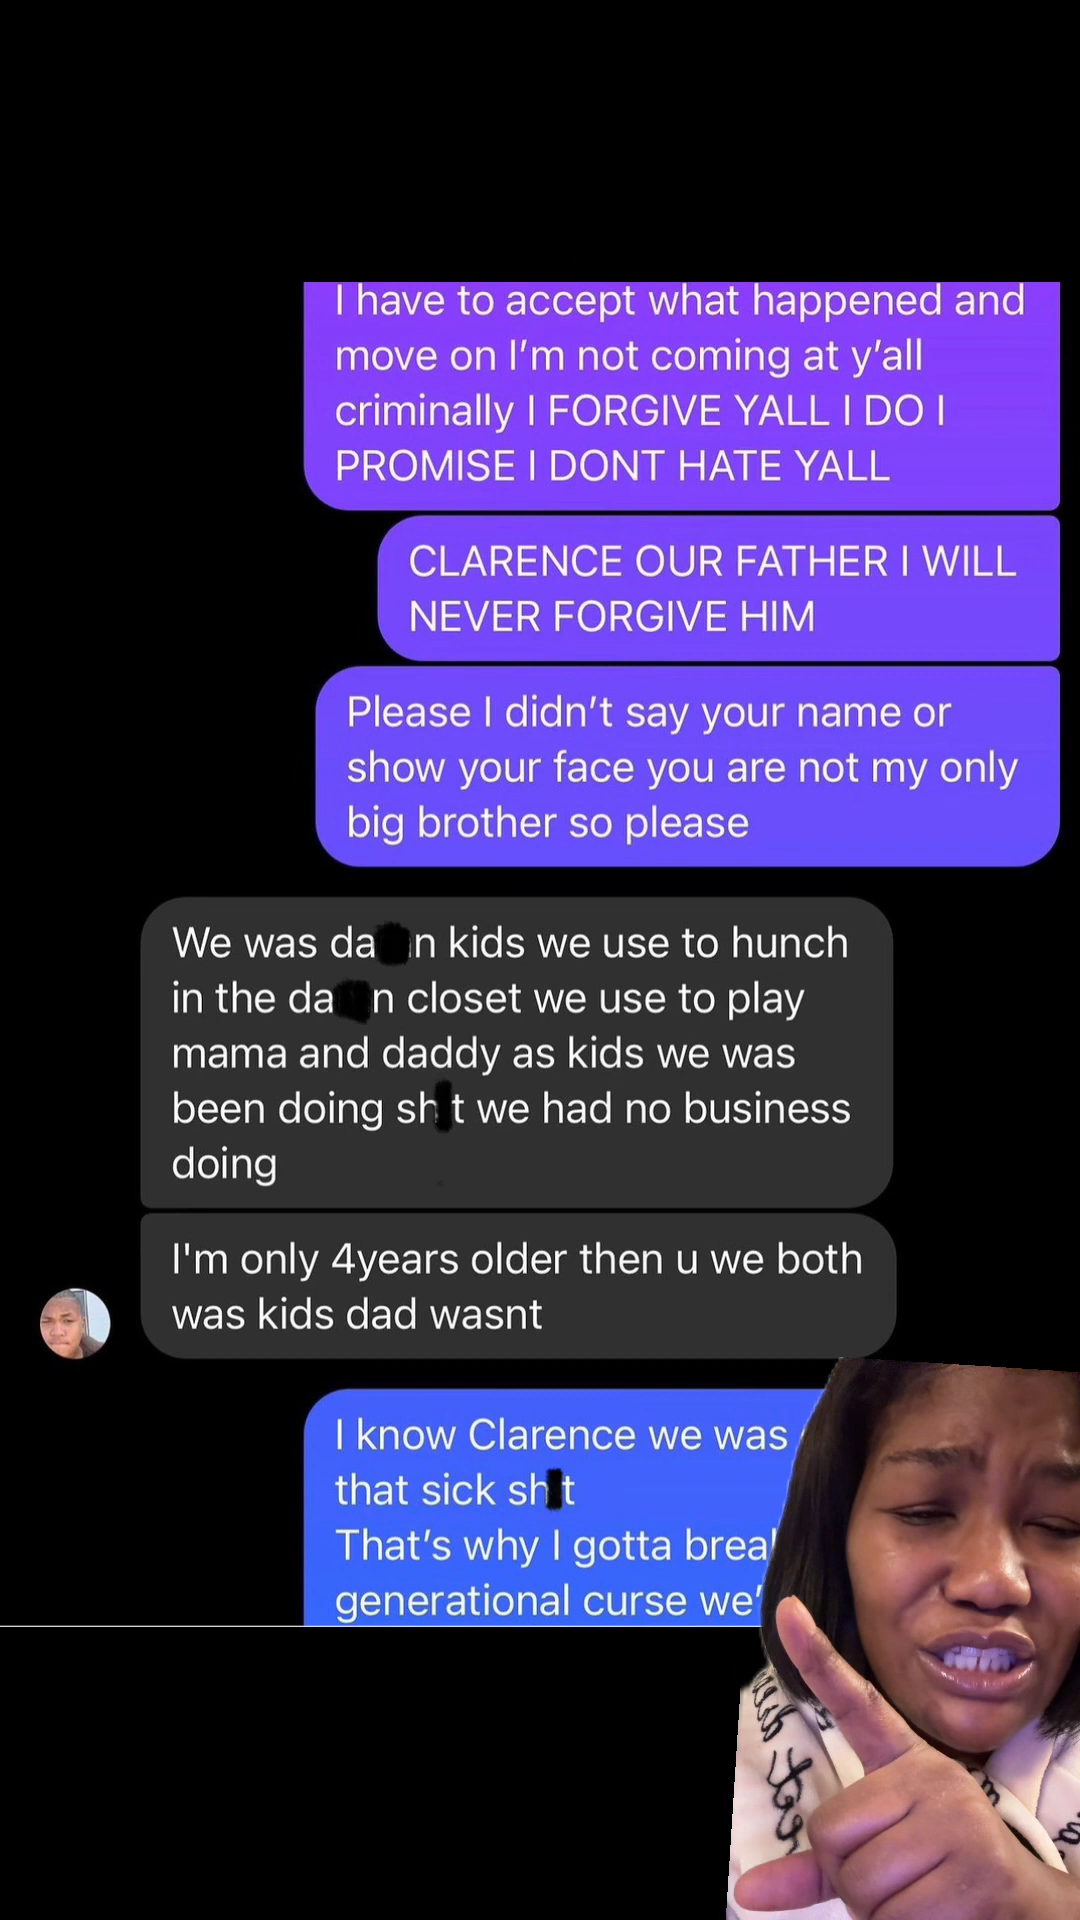 I have to accept what happened and
move on I’m not coming at y’all
criminally I FORGIVE YALL I DO I
PROMISE I DONT HATE YALL
CLARENCE OUR FATHER I WILL
NEVER FORGIVE HIM
Please I didn’t say your name or
show your face you are not my only
big brother so please
We was da n kids we use to hunch
in the da n closet we use to play
mama and daddy as kids we was
been doing sh t we had no business
doing
I'm only 4years older then u we both
was kids dad wasnt
I know Clarence we was
that sick sh t
That’s why I gotta
generational curse